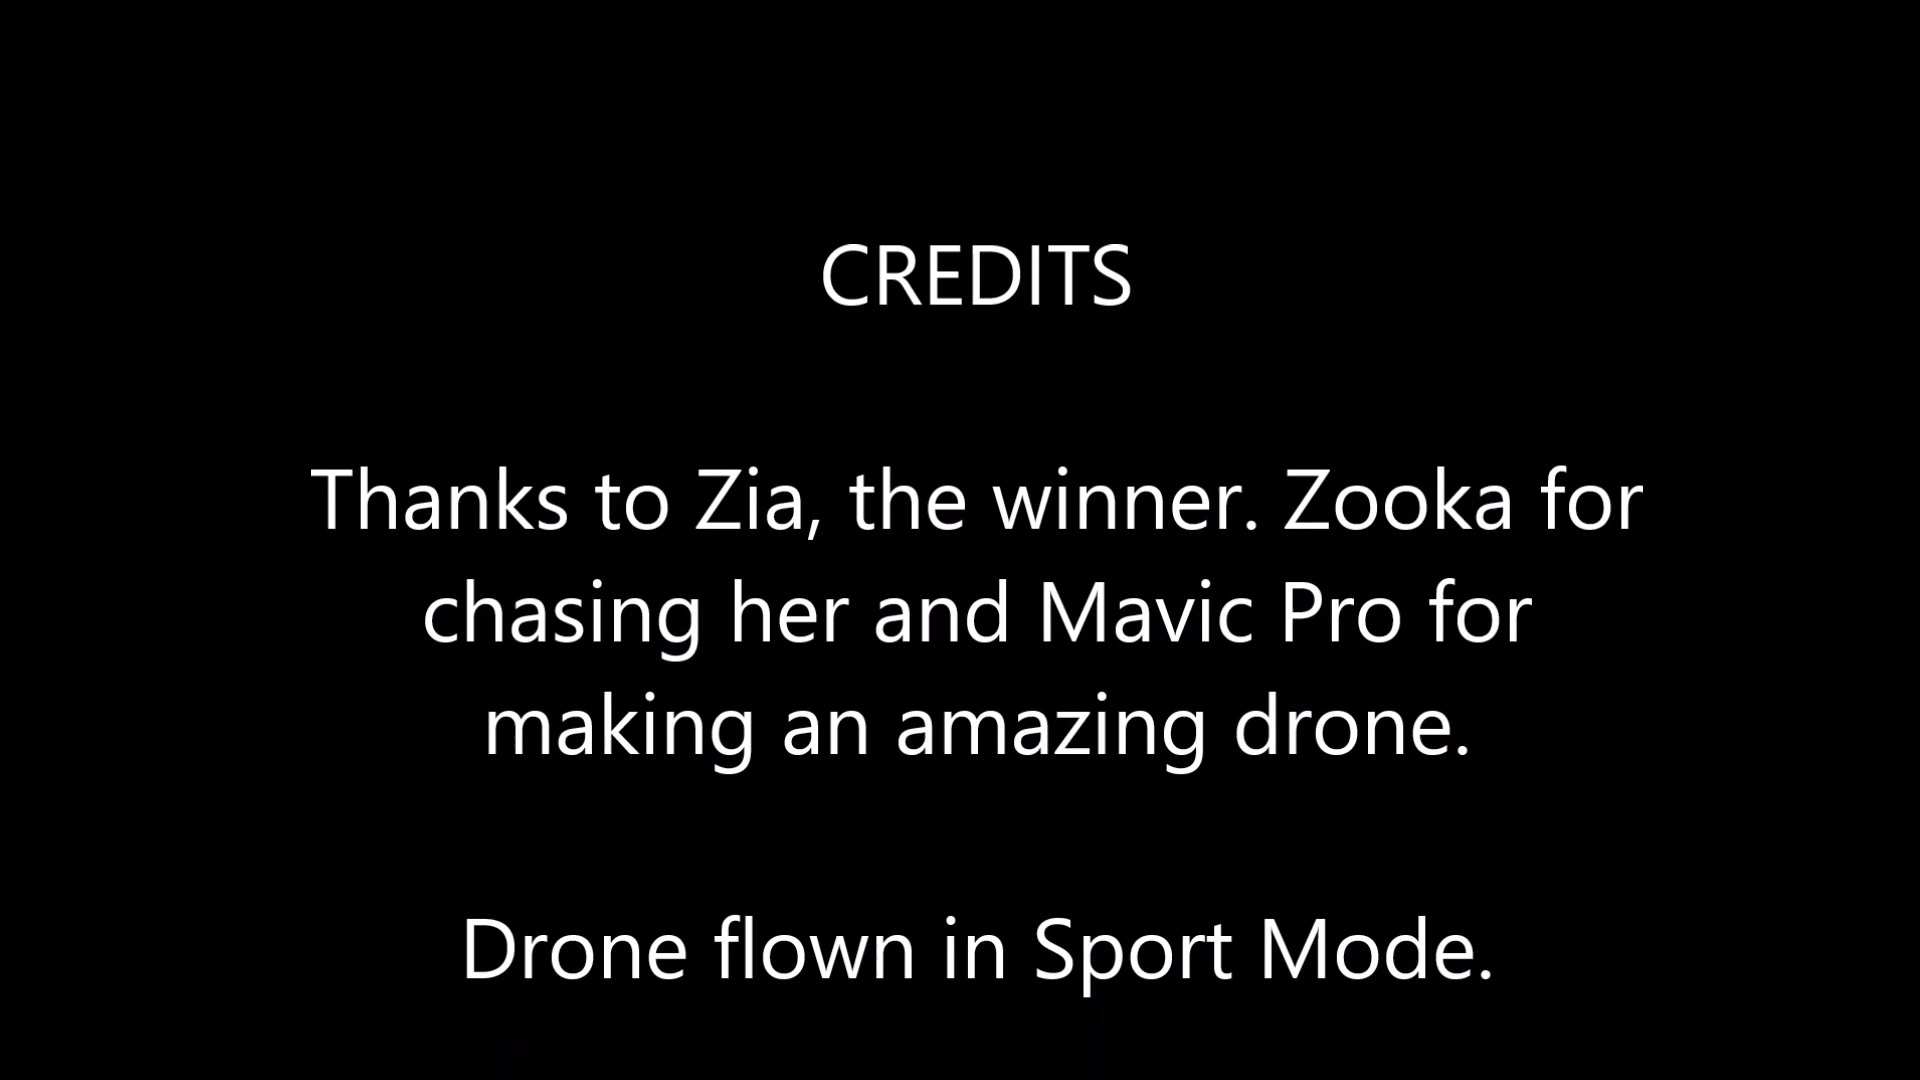 CREDITS
Thanks to Zia, the winner. Zooka for
chasing her and Mavic Pro for
making an amazing drone.
Drone flown in Sport Mode.